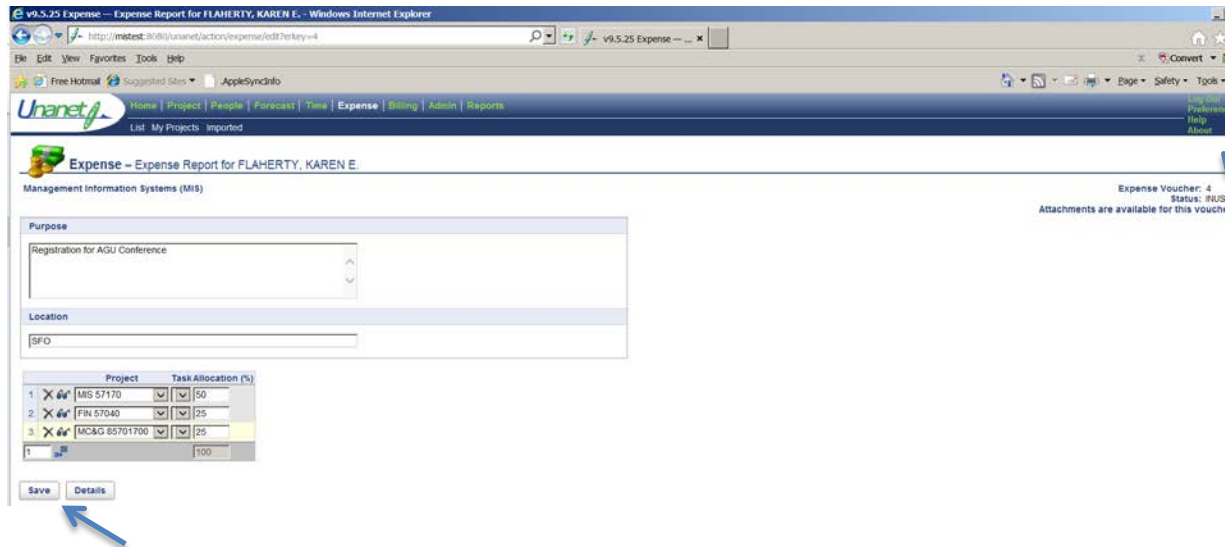 v9.5.25 Expense — Expense Report for FLAHERTY, KAREN E. - Windows Internet Explorer
http://mistest:8080/unanet/action/expense/edit?erkey=4
v9.5.25 Expense — ...
File Edit View Favorites Tools Help
Convert
Free Hotmail Suggested Sites AppleSyncInfo
Page Safety Tools
Unanet
Home | Project | People | Forecast | Time | Expense | Billing | Admin | Reports
List My Projects Imported
Log Out
Preferen
Help
About
Expense – Expense Report for FLAHERTY, KAREN E.
Management Information Systems (MIS)
Expense Voucher: 4
Status: INUS
Attachments are available for this vouche
Purpose
Registration for AGU Conference
Location
SFO
Project Task Allocation (%)
1. MIS 57170 50
2. FIN 57040 25
3. MC&G 85701700 25
1 100
Save Details